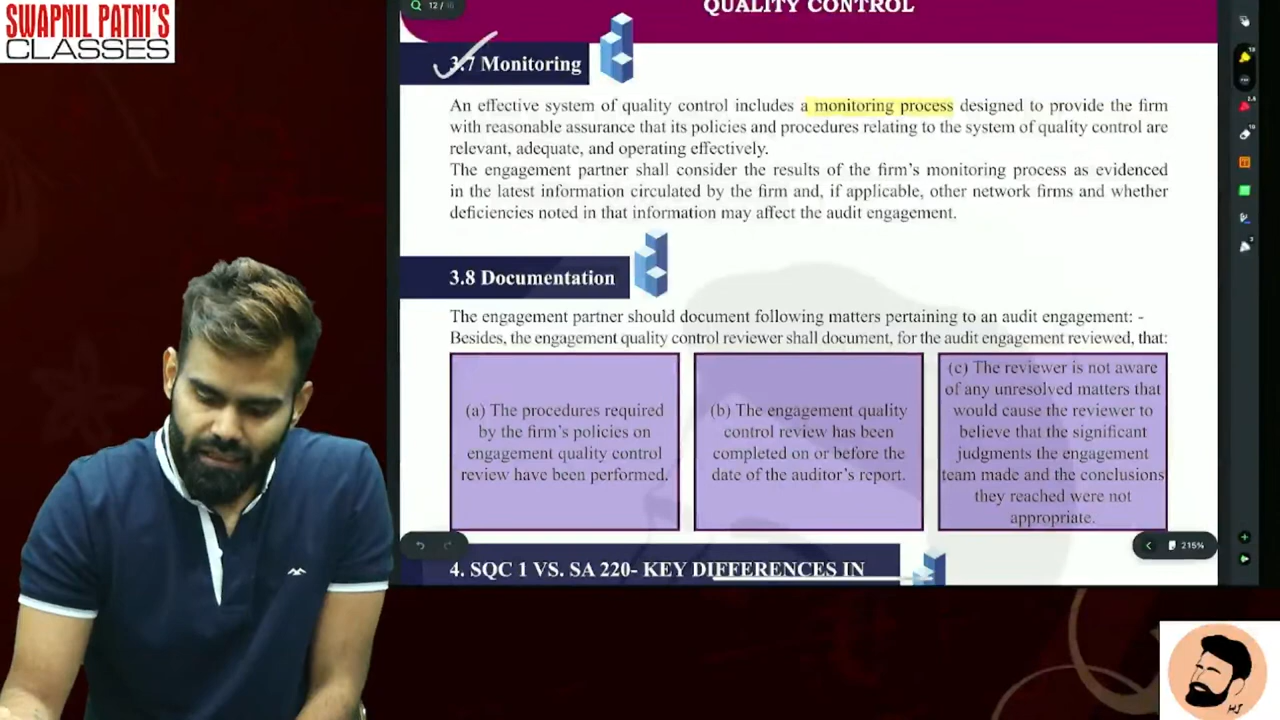 SWAPNIL PATNI'S
CLASSES
12 /
QUALITY CONTROL
3.7 Monitoring
An effective system of quality control includes a monitoring process designed to provide the firm
with reasonable assurance that its policies and procedures relating to the system of quality control are
relevant, adequate, and operating effectively.
The engagement partner shall consider the results of the firm's monitoring process as evidenced
in the latest information circulated by the firm and, if applicable, other network firms and whether
deficiencies noted in that information may affect the audit engagement.
3.8 Documentation
The engagement partner should document following matters pertaining to an audit engagement: -
Besides, the engagement quality control reviewer shall document, for the audit engagement reviewed, that:
(a) The procedures required
by the firm's policies on
engagement quality control
review have been performed.
(b) The engagement quality
control review has been
completed on or before the
date of the auditor's report.
(c) The reviewer is not aware
of any unresolved matters that
would cause the reviewer to
believe that the significant
judgments the engagement
team made and the conclusions
they reached were not
appropriate.
215%
4. SQC 1 VS. SA 220- KEY DIFFERENCES IN